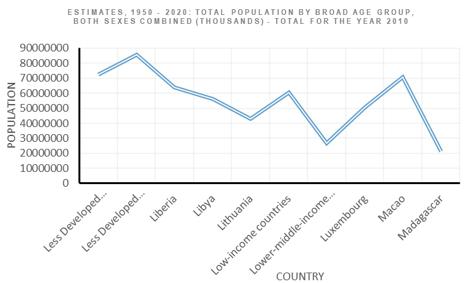 ESTIMATES, 1950 - 2020: TOTAL POPULATION BY BROAD AGE GROUP,
BOTH SEXES COMBINED (THOUSANDS) - TOTAL FOR THE YEAR 2010
POPULATION
90000000
80000000
70000000
60000000
50000000
40000000
30000000
20000000
10000000
0
Less Developed...
Less Developed...
Liberia
Libya
Lithuania
Low-income countries
Lower-middle-income...
Luxembourg
Macao
Madagascar
COUNTRY